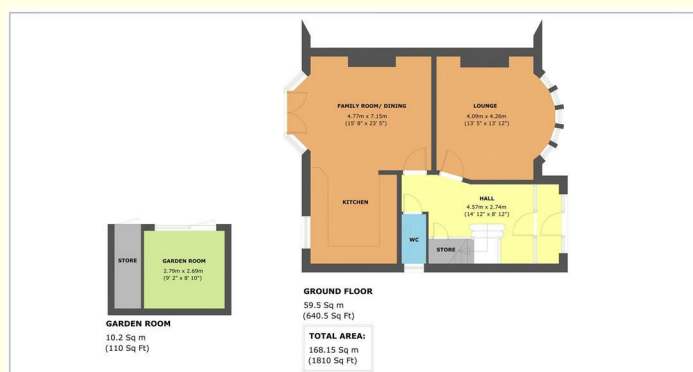 FAMILY ROOM/ DINING
4.77m x 7.15m
(15' 8" x 23' 5")
LOUNGE
4.09m x 4.26m
(13' 5" x 13' 12")
KITCHEN
HALL
4.57m x 2.74m
(14' 12" x 8' 12")
WC
STORE
STORE
GARDEN ROOM
2.79m x 2.69m
(9' 2" x 8' 10")
GARDEN ROOM
10.2 Sq m
(110 Sq Ft)
GROUND FLOOR
59.5 Sq m
(640.5 Sq Ft)
TOTAL AREA:
168.15 Sq m
(1810 Sq Ft)